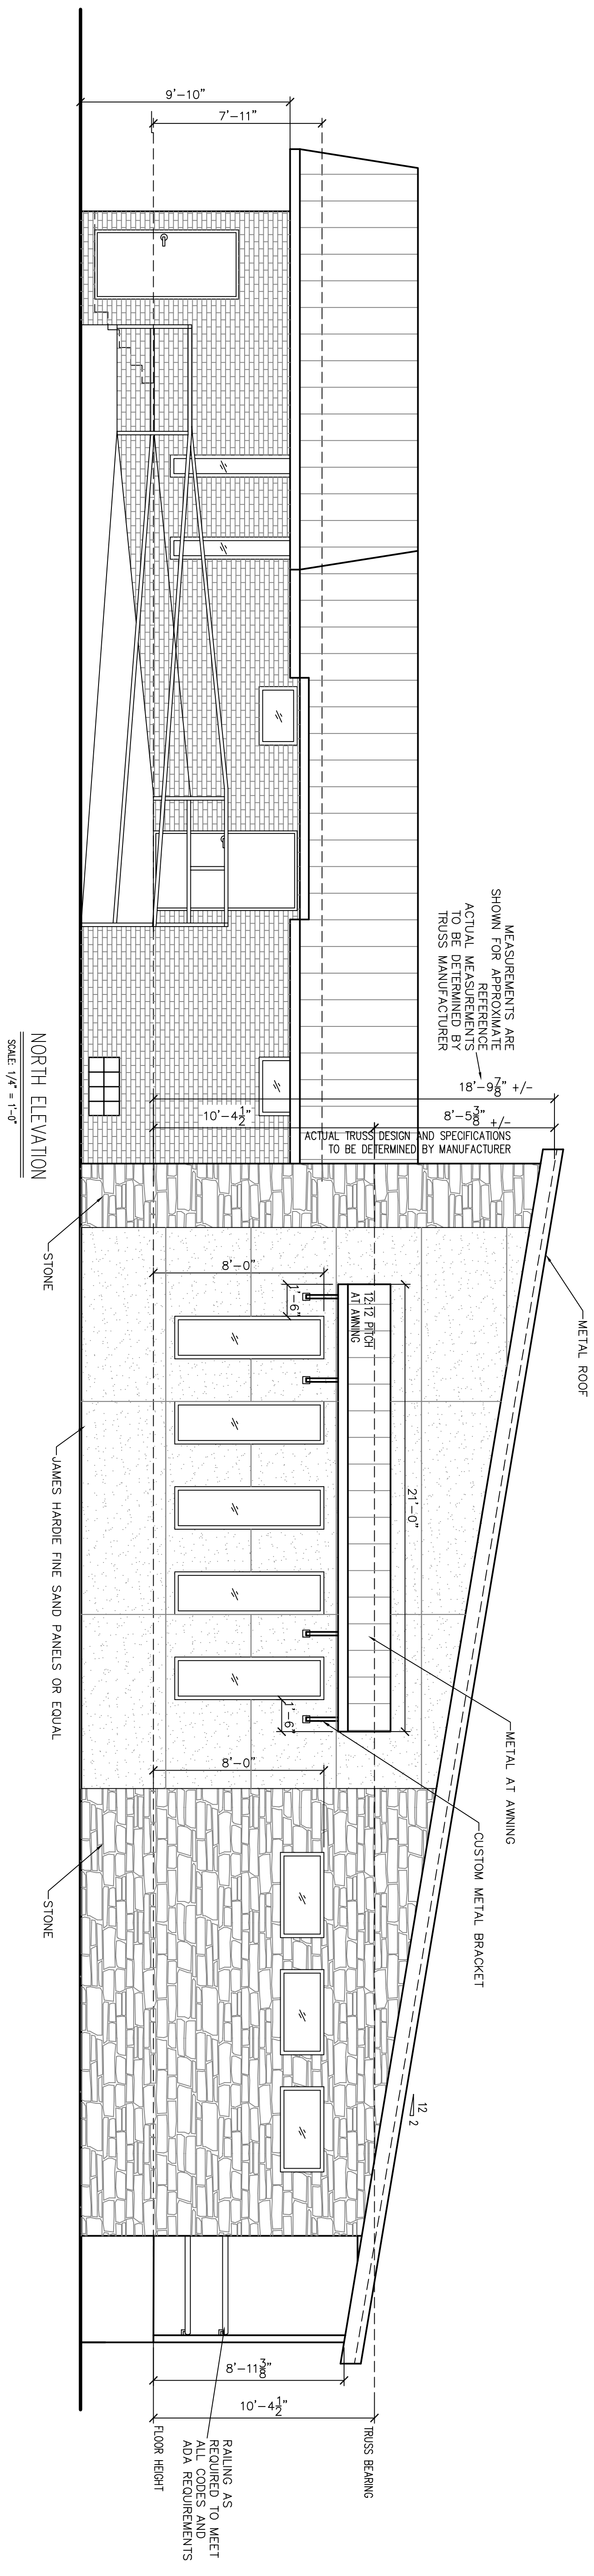 9'-10"
7'-11"
MEASUREMENTS ARE
SHOWN FOR APPROXIMATE
REFERENCE
ACTUAL MEASUREMENTS
TO BE DETERMINED BY
TRUSS MANUFACTURER
18'-9 7/8" +/-
8'-5 3/8" +/-
10'-4 1/2"
ACTUAL TRUSS DESIGN AND SPECIFICATIONS
TO BE DETERMINED BY MANUFACTURER
NORTH ELEVATION
SCALE: 1/4" = 1'-0"
STONE
METAL ROOF
8'-0"
1'-6"
12:12 PITCH
AT AWNING
21'-0"
JAMES HARDIE FINE SAND PANELS OR EQUAL
1'-6"
METAL AT AWNING
CUSTOM METAL BRACKET
8'-0"
STONE
12
2
8'-11 3/8"
10'-4 1/2"
TRUSS BEARING
FLOOR HEIGHT
RAILING AS
REQUIRED TO MEET
ALL CODES AND
ADA REQUIREMENTS